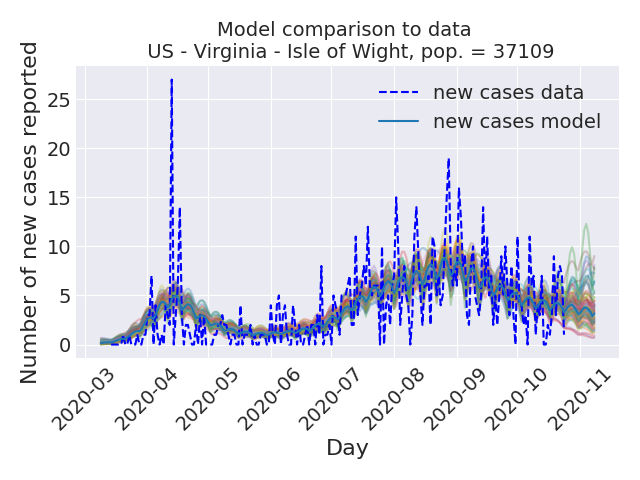 Model comparison to data
US - Virginia - Isle of Wight, pop. = 37109
Number of new cases reported
25
20
15
10
5
0
new cases data
new cases model
2020-03
2020-04
2020-05
2020-06
2020-07
2020-08
2020-09
2020-10
2020-11
Day